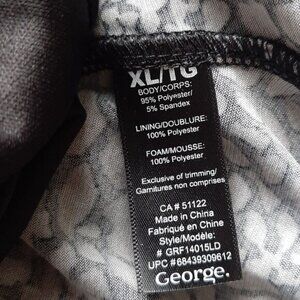 XL/TG
BODY/CORPS:
95% Polyester/
5% Spandex
LINING/DOUBLURE:
100% Polyester
FOAM/MOUSSE:
100% Polyester
Exclusive of trimming/
Garnitures non comprises
CA # 51122
Made in China
Fabriqué en Chine
Style/Modèle:
# GRF14015LD
UPC # 68439309612
George.